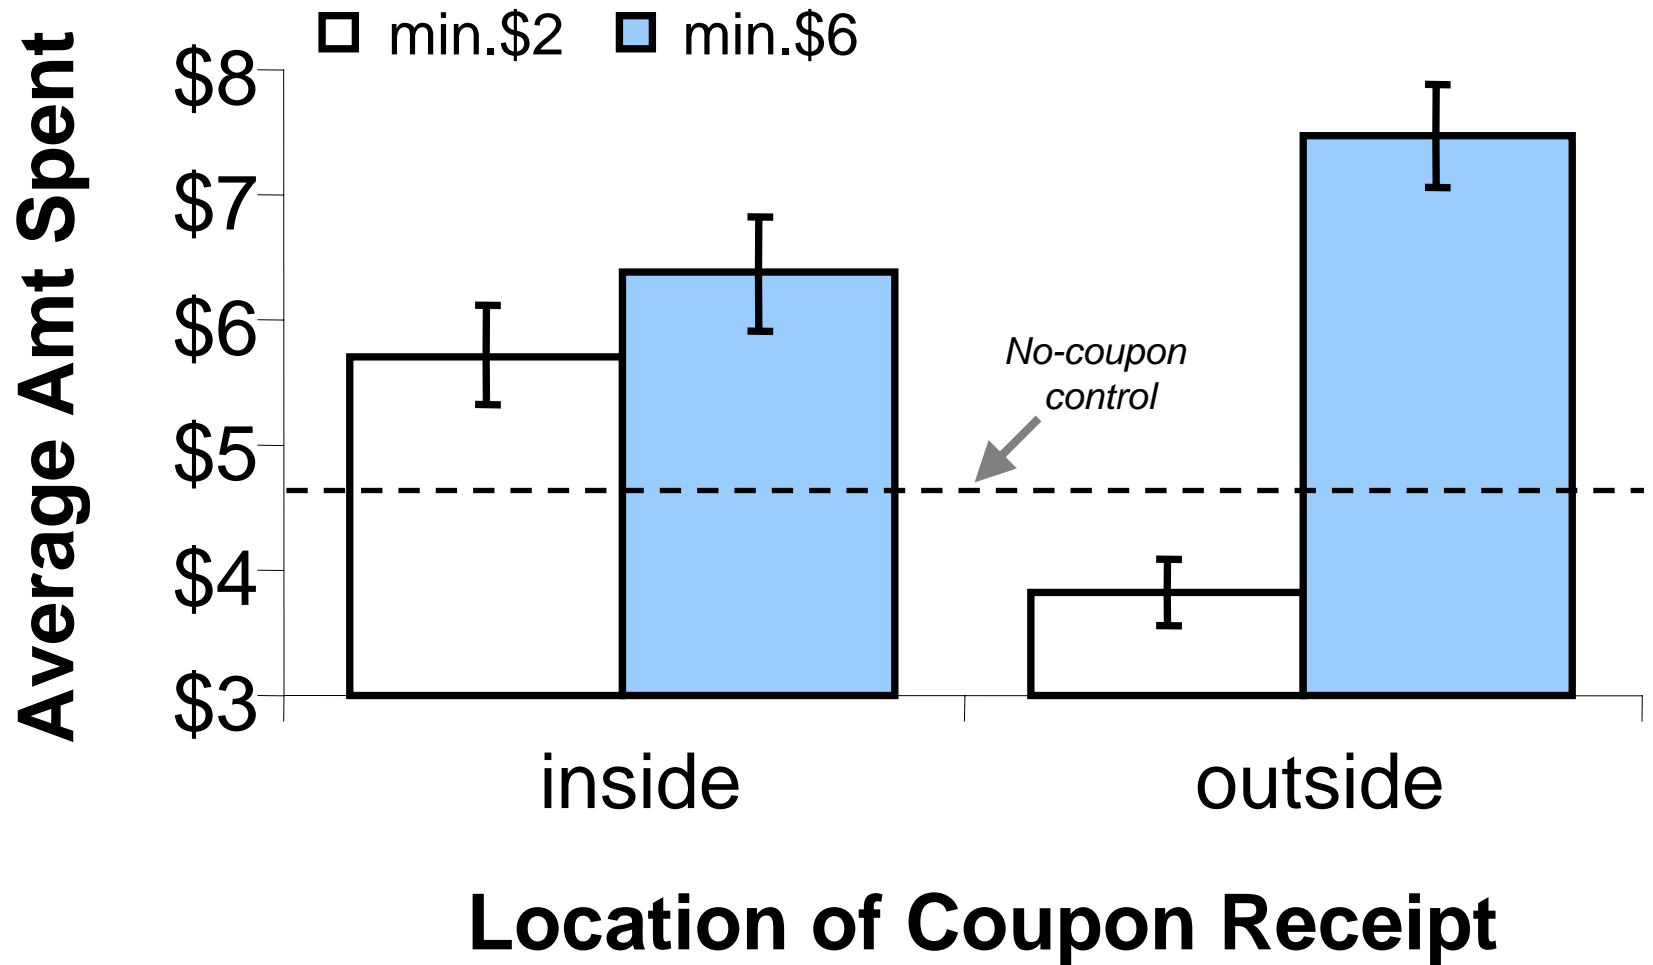 min.$2 min.$6
Average Amt Spent
$8
$7
$6
$5
$4
$3
No-coupon
control
inside outside
Location of Coupon Receipt